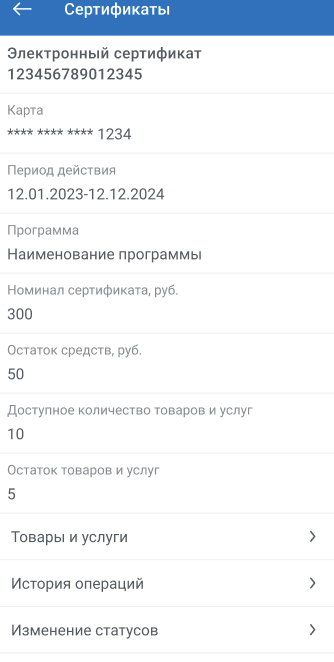 Сертификаты
Электронный сертификат
123456789012345
Карта
**** **** **** 1234
Период действия
12.01.2023-12.12.2024
Программа
Наименование программы
Номинал сертификата, руб.
300
Остаток средств, руб.
50
Доступное количество товаров и услуг
10
Остаток товаров и услуг
5
Товары и услуги
История операций
Изменение статусов